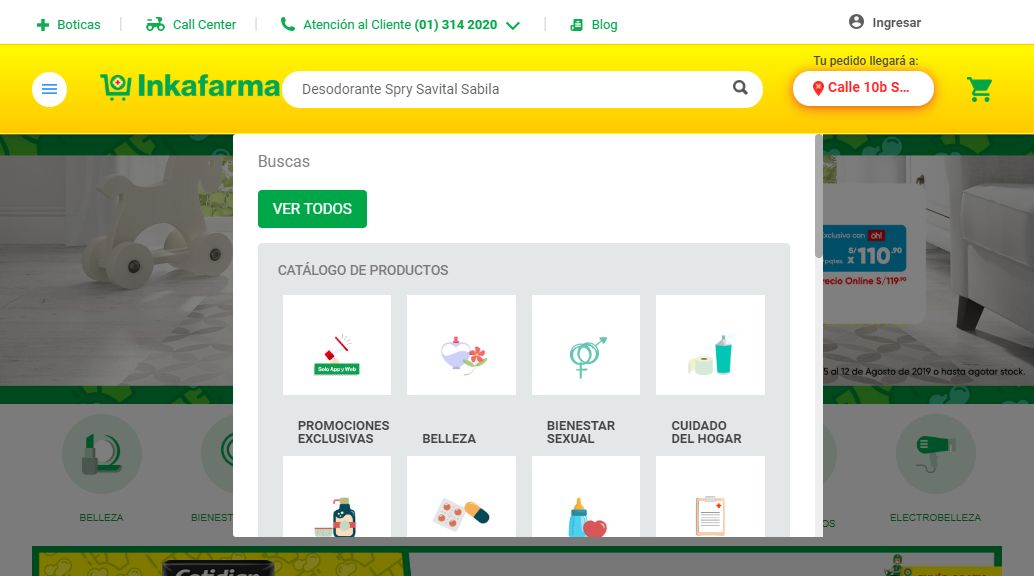 Boticas
Call Center
Atención al Cliente (01) 314 2020
Blog
Ingresar
Inkafarma
Desodorante Spry Savital Sabila
Tu pedido llegará a:
Calle 10b S...
Buscas
VER TODOS
CATÁLOGO DE PRODUCTOS
Solo App y Web
PROMOCIONES
EXCLUSIVAS
BELLEZA
BIENESTAR
SEXUAL
CUIDADO
DEL HOGAR
xclusivo con oh!
S/
x 110.90
ecio Online S/119.90
5 al 12 de Agosto de 2019 o hasta agotar stock.
BELLEZA
BIENEST
OS
ELECTROBELLEZA